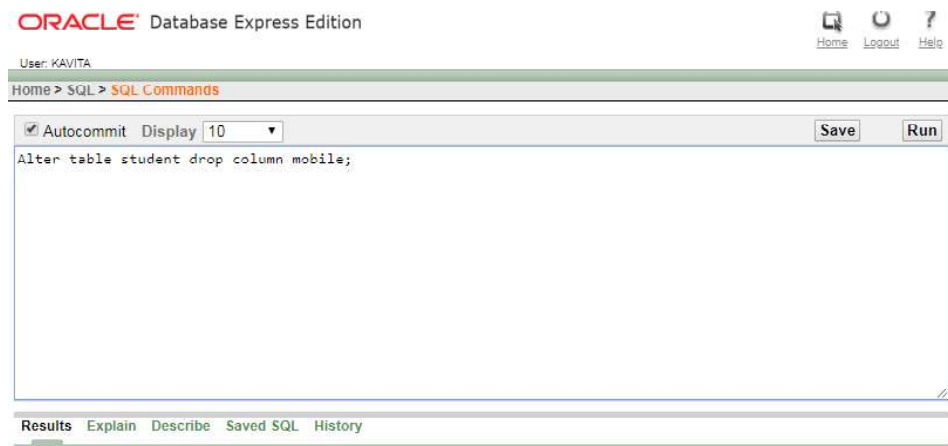 ORACLE® Database Express Edition
Home Logout Help
User: KAVITA
Home > SQL > SQL Commands
Autocommit Display 10 Save Run
Alter table student drop column mobile;
Results Explain Describe Saved SQL History